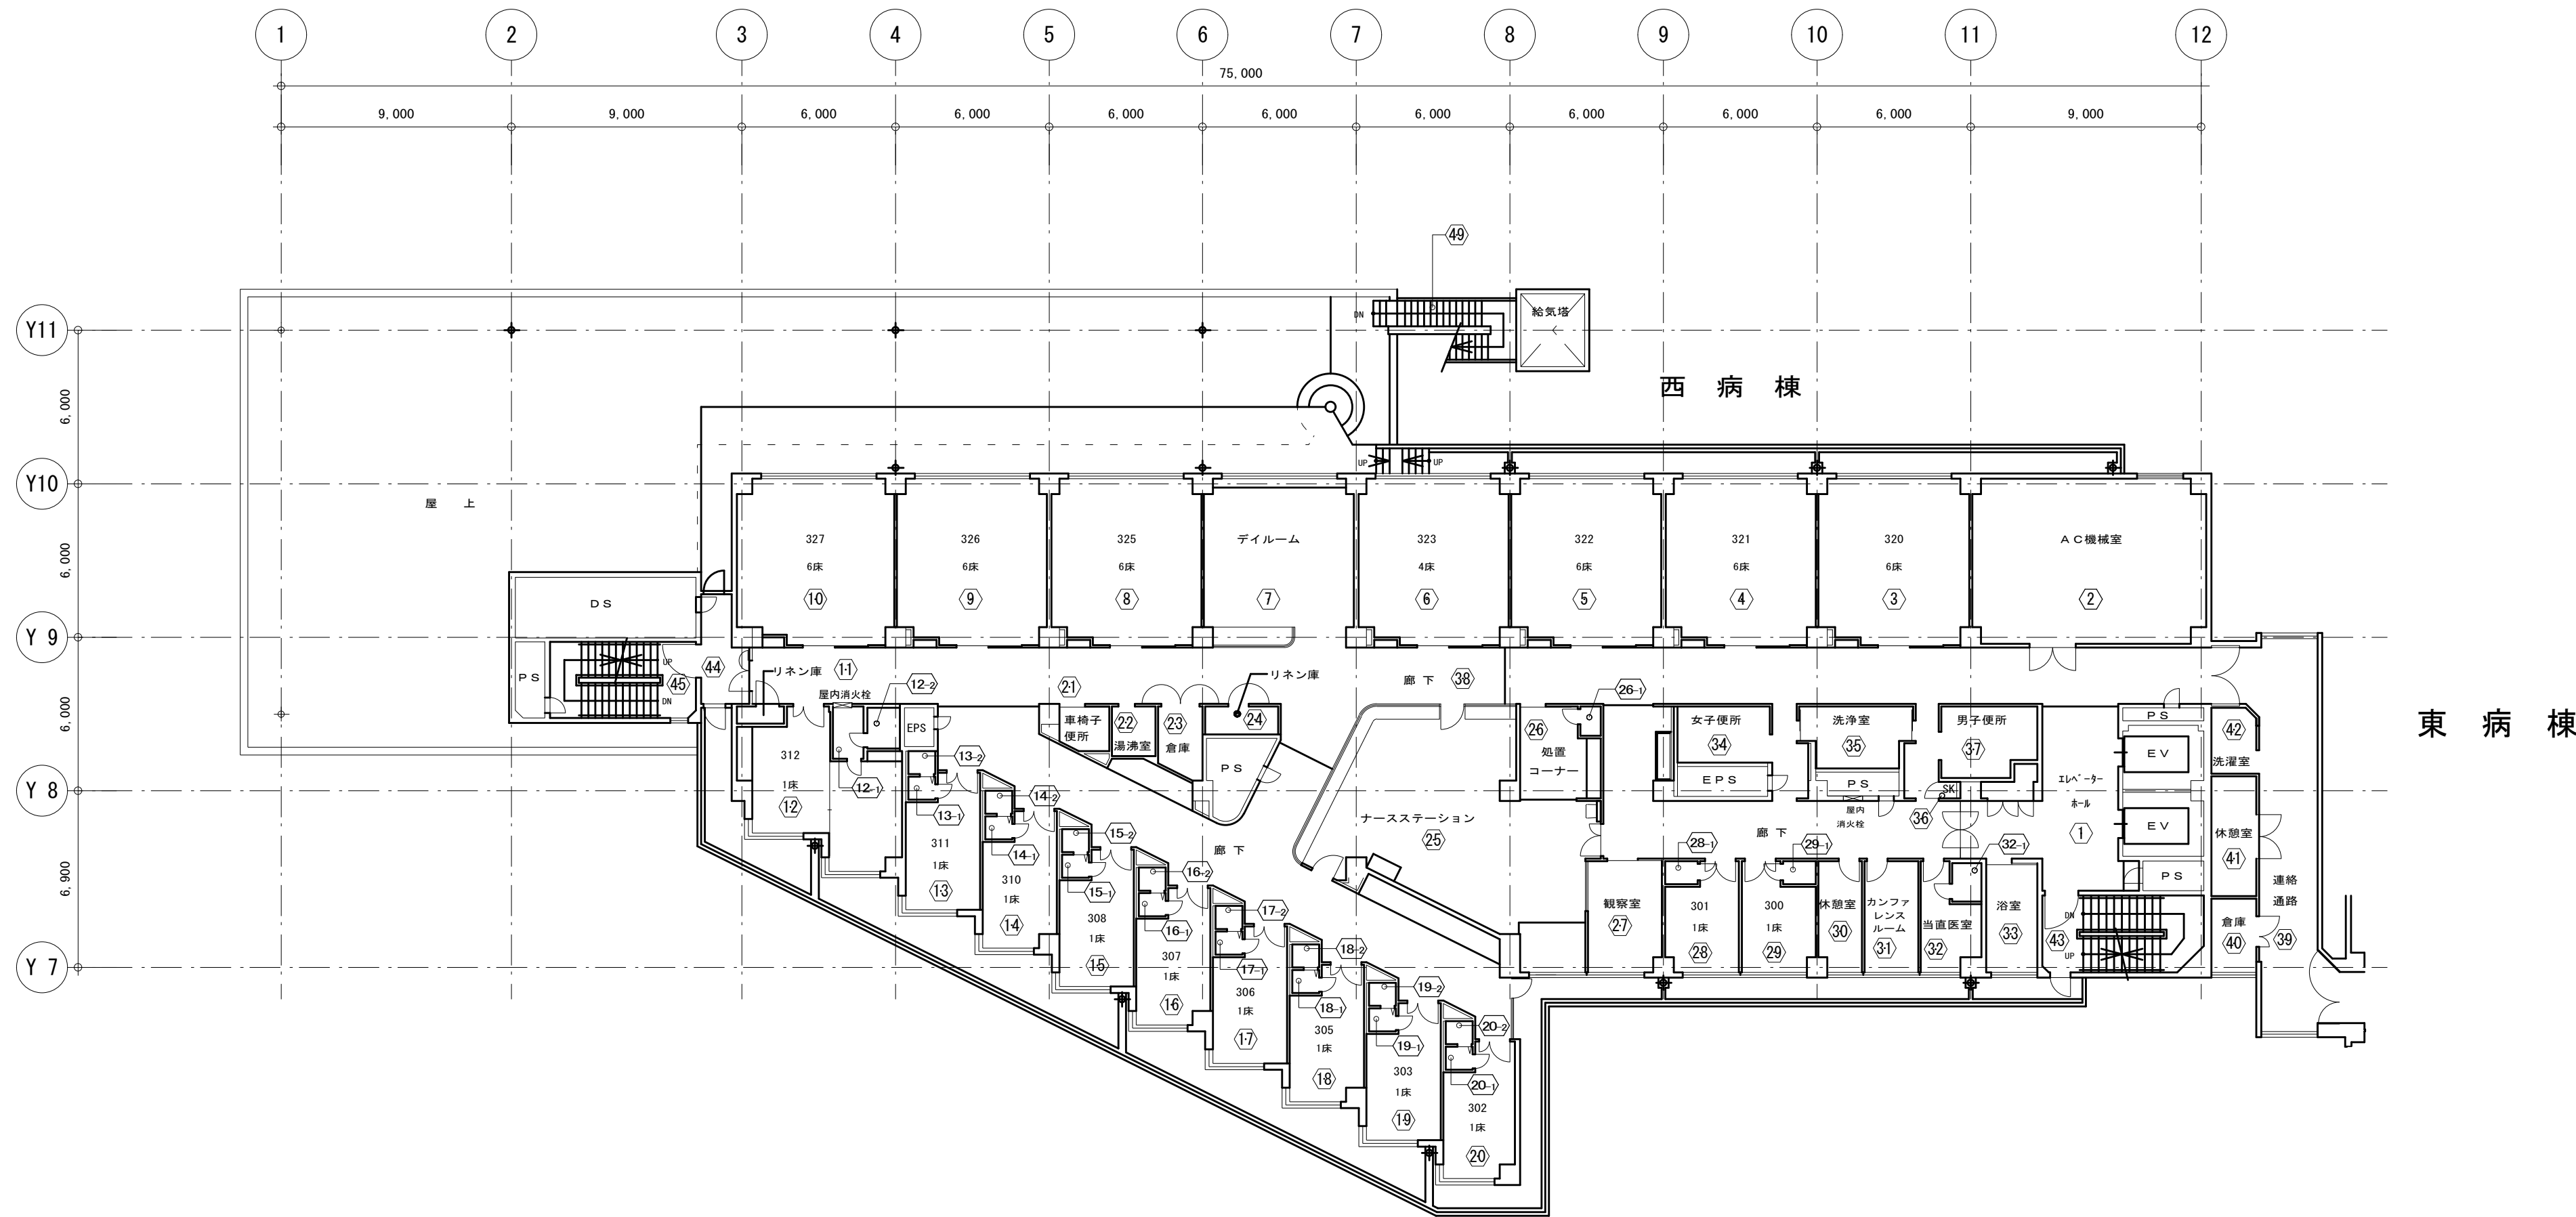 1 2 3 4 5 6 7 8 9 10 11 12
75,000
9,000 9,000 6,000 6,000 6,000 6,000 6,000 6,000 6,000 6,000 9,000
49
Y11
DN
給気塔
6,000
西 病 棟
UP UP
Y10
屋 上
327 326 325 デイルーム 323 322 321 320 AC機械室
6,000
6床 6床 6床 4床 6床 6床 6床
10 9 8 7 6 5 4 3 2
DS
Y 9
UP
44
リネン庫
11
PS
45
DN
屋内消火栓
12-2
21
リネン庫
廊 下
38
26-1
6,000
EPS
車椅子
便所
22
湯沸室
23
倉庫
24
PS
26
処置
コーナー
女子便所
34
EPS
洗浄室
35
PS
男子便所
37
PS
EV
42
洗濯室
東 病 棟
Y 8
312
1床
12
12-1
13-2
13-1
14-2
14-1
15-2
15-1
16-2
16-1
17-2
17-1
18-2
18-1
19-2
19-1
20-2
20-1
廊 下
ナースステーション
25
屋内
消火栓
SK
36
廊 下
エレベーター
ホール
1
EV
PS
休憩室
41
28-1
29-1
32-1
6,900
311
1床
13
310
1床
14
308
1床
15
307
1床
16
306
1床
17
305
1床
18
303
1床
19
302
1床
20
観察室
27
301
1床
28
300
1床
29
休憩室
30
カンファ
レンス
ルーム
31
当直医室
32
浴室
33
DN
43
UP
倉庫
40
連絡
通路
39
Y 7